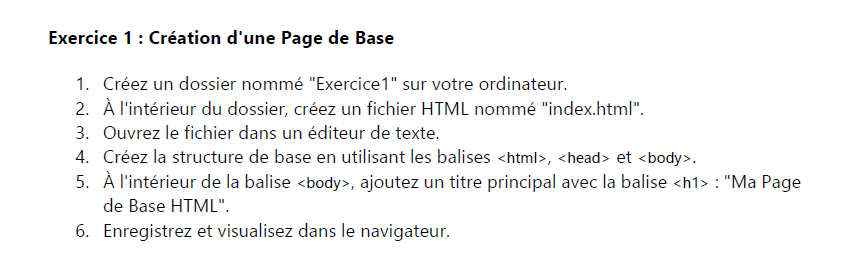 Exercice 1 : Création d'une Page de Base
1. Créez un dossier nommé "Exercice1" sur votre ordinateur.
2. À l'intérieur du dossier, créez un fichier HTML nommé "index.html".
3. Ouvrez le fichier dans un éditeur de texte.
4. Créez la structure de base en utilisant les balises <html>, <head> et <body>.
5. À l'intérieur de la balise <body>, ajoutez un titre principal avec la balise <h1> : "Ma Page
de Base HTML".
6. Enregistrez et visualisez dans le navigateur.